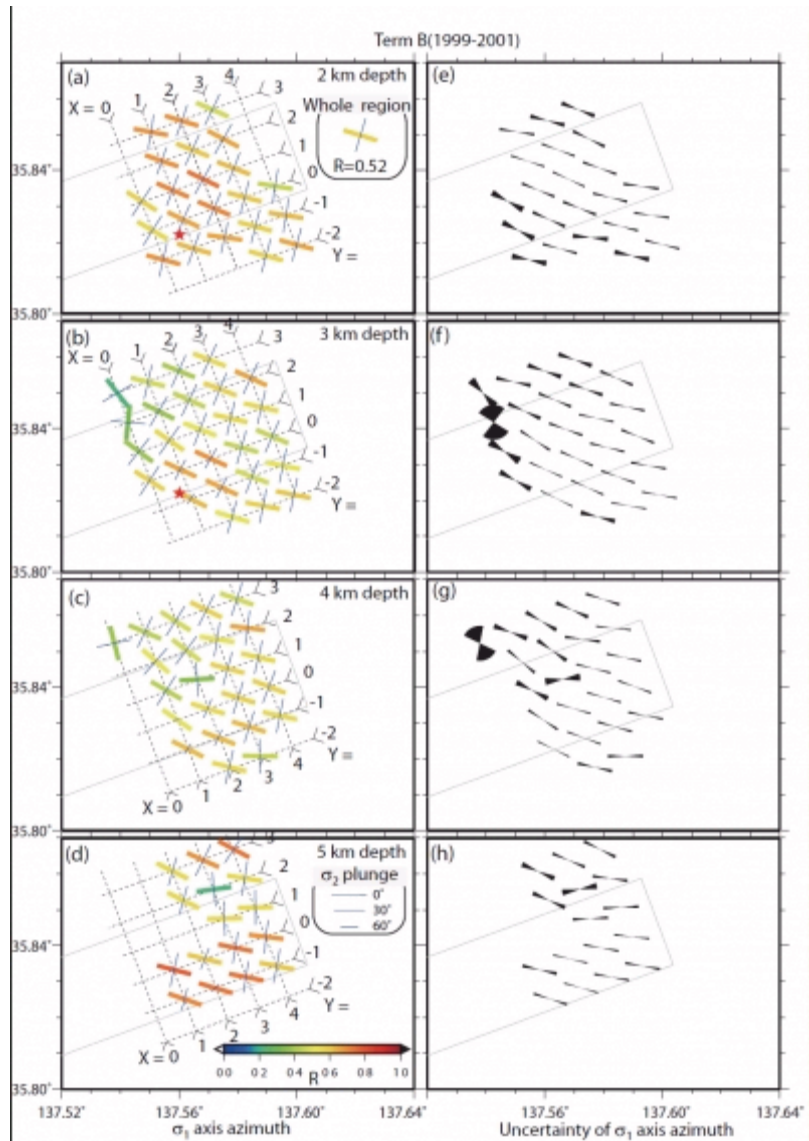 Term B(1999-2001)
(a)
2 km depth
X = 0
1
2
3
4
3
2
1
0
-1
-2
Y =
Whole region
R=0.52
35.84˚
35.80˚
(e)
(b)
3 km depth
X = 0
1
2
3
4
3
2
1
0
-1
-2
Y =
35.84˚
35.80˚
(f)
(c)
4 km depth
3
2
1
0
-1
-2
Y =
X = 0
1
2
3
4
35.84˚
35.80˚
(g)
(d)
5 km depth
3
2
1
0
-1
-2
Y =
X = 0
1
2
3
4
σ2 plunge
0˚
30˚
60˚
0.0 0.2 0.4 0.6 0.8 1.0
R
35.84˚
35.80˚
(h)
137.52˚ 137.56˚ 137.60˚ 137.64˚
σ1 axis azimuth
137.56˚ 137.60˚ 137.64˚
Uncertainty of σ1 axis azimuth